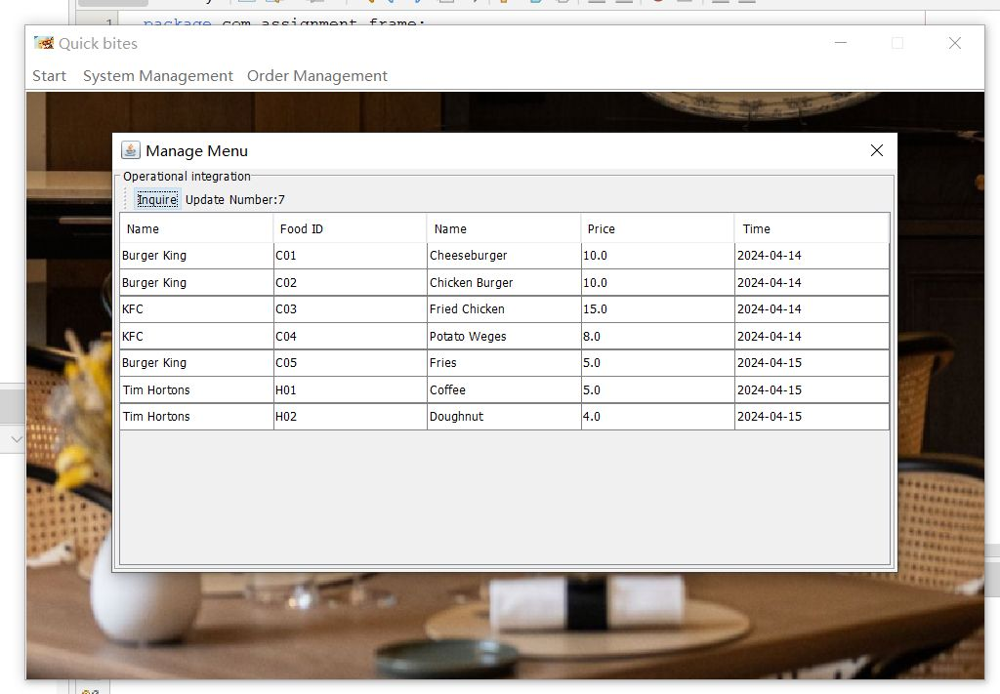 1 package com.assignment.frame;
Quick bites
Start System Management Order Management
Manage Menu
Operational integration
Inquire Update Number:7
Name Food ID Name Price Time
Burger King C01 Cheeseburger 10.0 2024-04-14
Burger King C02 Chicken Burger 10.0 2024-04-14
KFC C03 Fried Chicken 15.0 2024-04-14
KFC C04 Potato Weges 8.0 2024-04-14
Burger King C05 Fries 5.0 2024-04-15
Tim Hortons H01 Coffee 5.0 2024-04-15
Tim Hortons H02 Doughnut 4.0 2024-04-15